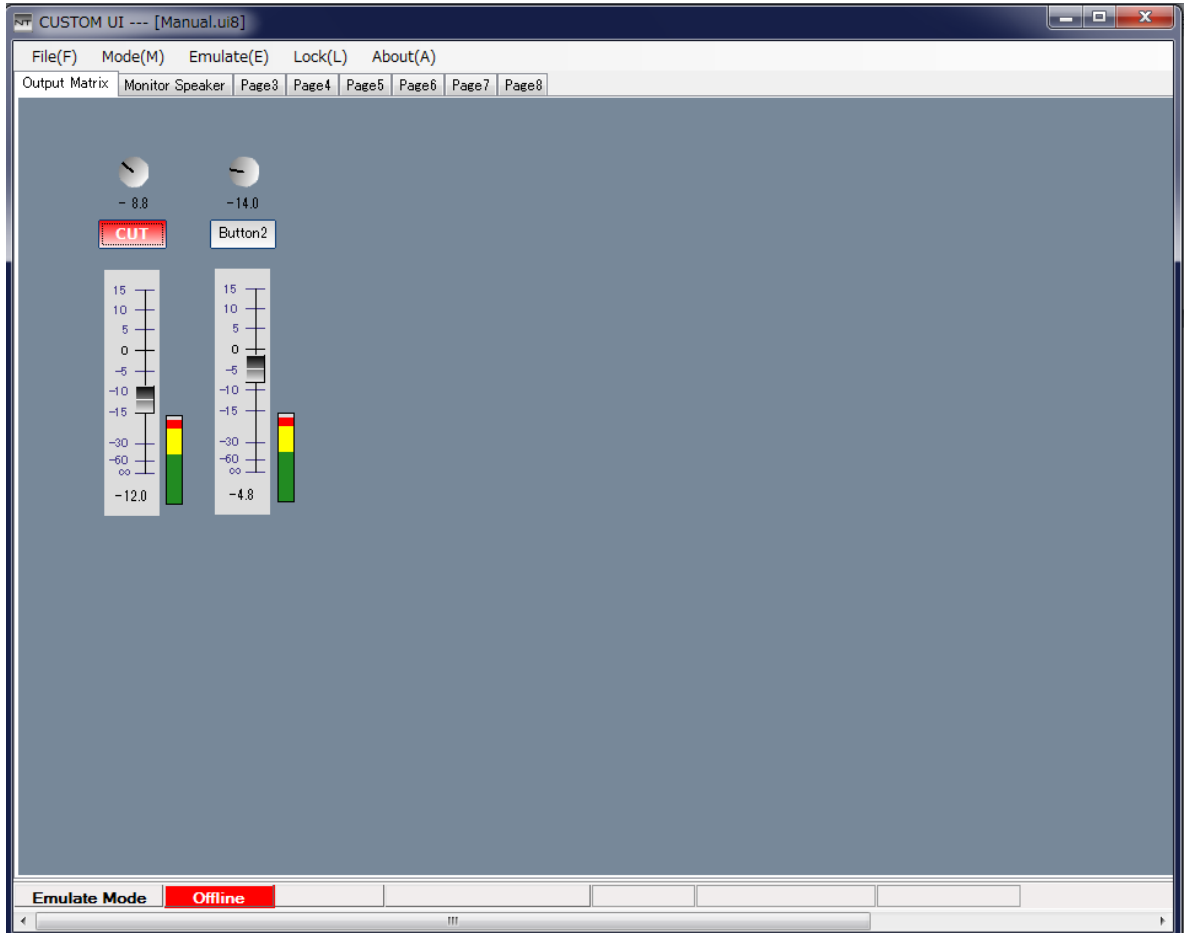 NT CUSTOM UI --- [Manual.ui8]
File(F) Mode(M) Emulate(E) Lock(L) About(A)
Output Matrix Monitor Speaker Page3 Page4 Page5 Page6 Page7 Page8
- 8.8 -14.0
CUT Button2
15 15
10 10
5 5
0 0
-5 -5
-10 -10
-15 -15
-30 -30
-60 -60
∞ ∞
-12.0 -4.8
Emulate Mode Offline